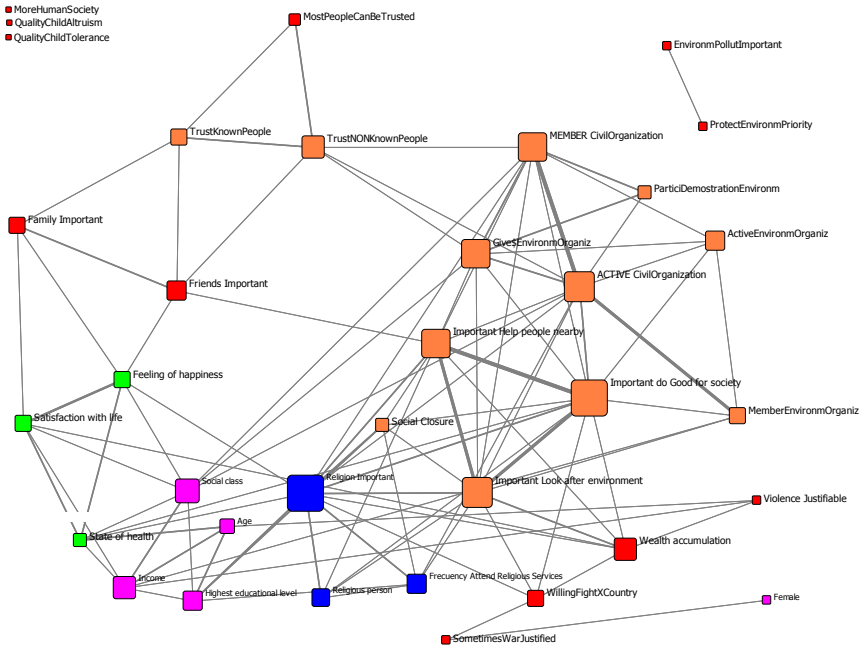 MoreHumanSociety
QualityChildAltruism
QualityChildTolerance
MostPeopleCanBeTrusted
EnvironmPollutImportant
ProtectEnvironmPriority
TrustKnownPeople
TrustNONKnownPeople
MEMBER CivilOrganization
ParticiDemostrationEnvironm
Family Important
Give$EnvironmOrganiz
ActiveEnvironmOrganiz
ACTIVE CivilOrganization
Friends Important
Important Help people nearby
Feeling of happiness
Important do Good for society
Satisfaction with life
Social Closure
MemberEnvironmOrganiz
Social class
Religion Important
Important Look after environment
Violence Justifiable
Age
State of health
Wealth accumulation
Income
Highest educational level
Religious person
Frecuency Attend Religious Services
WillingFightXCountry
Female
SometimesWarJustified